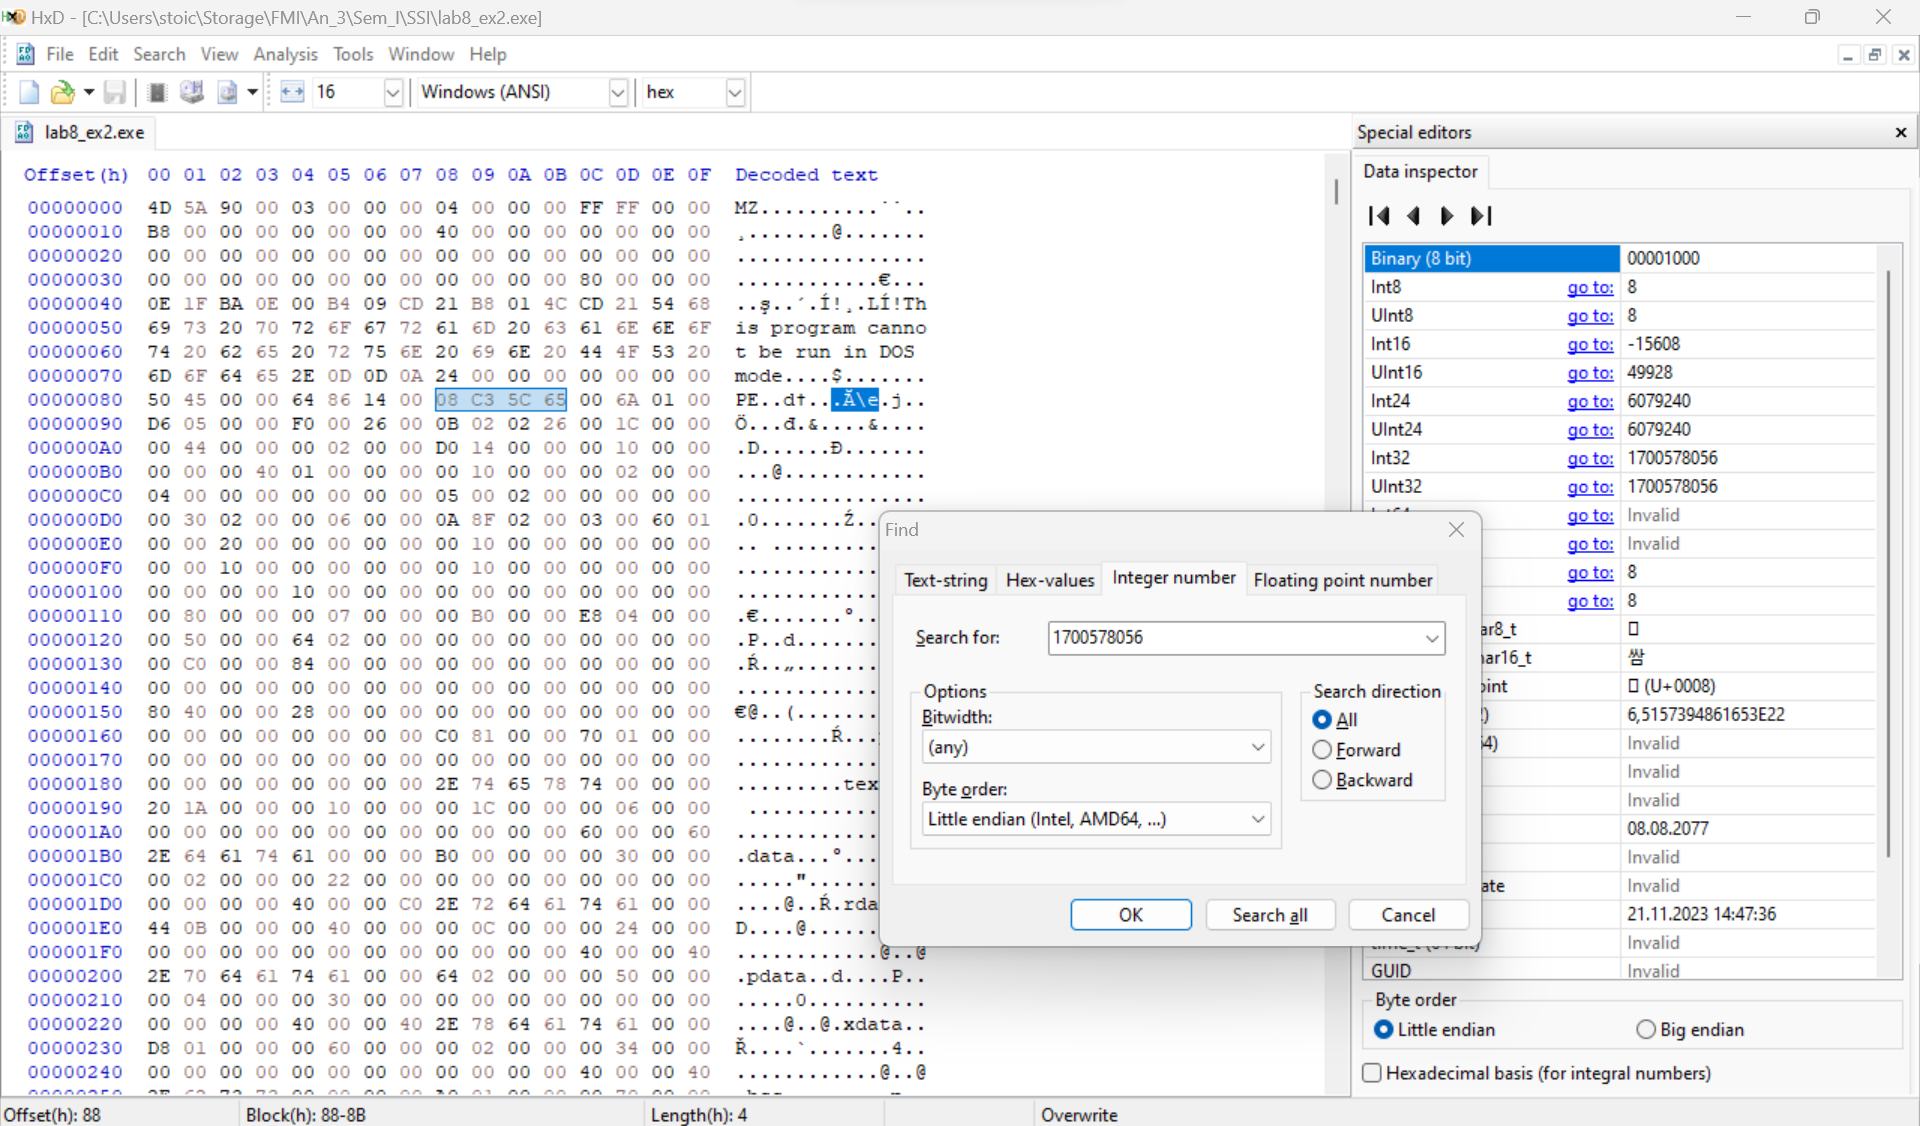 HxD - [C:\Users\stoic\Storage\FMI\An_3\Sem_I\SSI\lab8_ex2.exe]
File Edit Search View Analysis Tools Window Help
16 Windows (ANSI) hex
lab8_ex2.exe
Offset(h) 00 01 02 03 04 05 06 07 08 09 0A 0B 0C 0D 0E 0F Decoded text
00000000 4D 5A 90 00 03 00 00 00 04 00 00 00 FF FF 00 00 MZ..........˙˙..
00000010 B8 00 00 00 00 00 00 00 40 00 00 00 00 00 00 00 ¸.......@.......
00000020 00 00 00 00 00 00 00 00 00 00 00 00 00 00 00 00 ................
00000030 00 00 00 00 00 00 00 00 00 00 00 00 80 00 00 00 ............€...
00000040 0E 1F BA 0E 00 B4 09 CD 21 B8 01 4C CD 21 54 68 ..ş..´.Í!¸.LÍ!Th
00000050 69 73 20 70 72 6F 67 72 61 6D 20 63 61 6E 6E 6F is program canno
00000060 74 20 62 65 20 72 75 6E 20 69 6E 20 44 4F 53 20 t be run in DOS
00000070 6D 6F 64 65 2E 0D 0D 0A 24 00 00 00 00 00 00 00 mode....$.......
00000080 50 45 00 00 64 86 14 00 08 C3 5C 65 00 6A 01 00 PE..d†...Ă\e.j..
00000090 D6 05 00 00 F0 00 26 00 0B 02 02 26 00 1C 00 00 Ö...đ.&....&....
000000A0 00 44 00 00 00 02 00 00 D0 14 00 00 00 10 00 00 .D......Đ.......
000000B0 00 00 00 40 01 00 00 00 00 10 00 00 00 02 00 00 ...@............
000000C0 04 00 00 00 00 00 00 00 05 00 02 00 00 00 00 00 ................
000000D0 00 30 02 00 00 06 00 00 0A 8F 02 00 03 00 60 01 .0.......Ź..
000000E0 00 00 20 00 00 00 00 00 00 10 00 00 00 00 00 00 .. .........
000000F0 00 00 10 00 00 00 00 00 00 10 00 00 00 00 00 00 ............
00000100 00 00 00 00 10 00 00 00 00 00 00 00 00 00 00 00 ............
00000110 00 80 00 00 00 07 00 00 00 B0 00 00 E8 04 00 00 .€.......°..
00000120 00 50 00 00 64 02 00 00 00 00 00 00 00 00 00 00 .P..d.......
00000130 00 C0 00 00 84 00 00 00 00 00 00 00 00 00 00 00 .Ŕ..„.......
00000140 00 00 00 00 00 00 00 00 00 00 00 00 00 00 00 00 ............
00000150 80 40 00 00 28 00 00 00 00 00 00 00 00 00 00 00 €@..(.......
00000160 00 00 00 00 00 00 00 00 C0 81 00 00 70 01 00 00 ........Ŕ...
00000170 00 00 00 00 00 00 00 00 00 00 00 00 00 00 00 00 ............
00000180 00 00 00 00 00 00 00 00 2E 74 65 78 74 00 00 00 .........tex
00000190 20 1A 00 00 00 10 00 00 00 1C 00 00 00 06 00 00 ...........
000001A0 00 00 00 00 00 00 00 00 00 00 00 00 60 00 00 60 ............
000001B0 2E 64 61 74 61 00 00 00 B0 00 00 00 00 30 00 00 .data...°...
000001C0 00 02 00 00 00 22 00 00 00 00 00 00 00 00 00 00 ....."......
000001D0 00 00 00 00 40 00 00 C0 2E 72 64 61 74 61 00 00 ....@..Ŕ.rda
000001E0 44 0B 00 00 00 40 00 00 00 0C 00 00 00 24 00 00 D....@......
000001F0 00 00 00 00 00 00 00 00 00 00 00 00 40 00 00 40 ............@..@
00000200 2E 70 64 61 74 61 00 00 64 02 00 00 00 50 00 00 .pdata..d....P..
00000210 00 04 00 00 00 30 00 00 00 00 00 00 00 00 00 00 .....0..........
00000220 00 00 00 00 40 00 00 40 2E 78 64 61 74 61 00 00 ....@..@.xdata..
00000230 D8 01 00 00 00 60 00 00 00 02 00 00 00 34 00 00 Ř....`.......4..
00000240 00 00 00 00 00 00 00 00 00 00 00 00 40 00 00 40 ............@..@
Offset(h): 88 Block(h): 88-8B Length(h): 4 Overwrite
Special editors
Data inspector
Binary (8 bit) 00001000
Int8 go to: 8
UInt8 go to: 8
Int16 go to: -15608
UInt16 go to: 49928
Int24 go to: 6079240
UInt24 go to: 6079240
Int32 go to: 1700578056
UInt32 go to: 1700578056
go to: Invalid
go to: Invalid
go to: 8
go to: 8
ar8_t
ar16_t 쌈
int (U+0008)
) 6,5157394861653E22
4) Invalid
Invalid
Invalid
08.08.2077
Invalid
ate Invalid
21.11.2023 14:47:36
Invalid
GUID Invalid
Byte order
Little endian Big endian
Hexadecimal basis (for integral numbers)
Find
Text-string Hex-values Integer number Floating point number
Search for: 1700578056
Options
Bitwidth:
(any)
Byte order:
Little endian (Intel, AMD64, ...)
Search direction
All
Forward
Backward
OK Search all Cancel